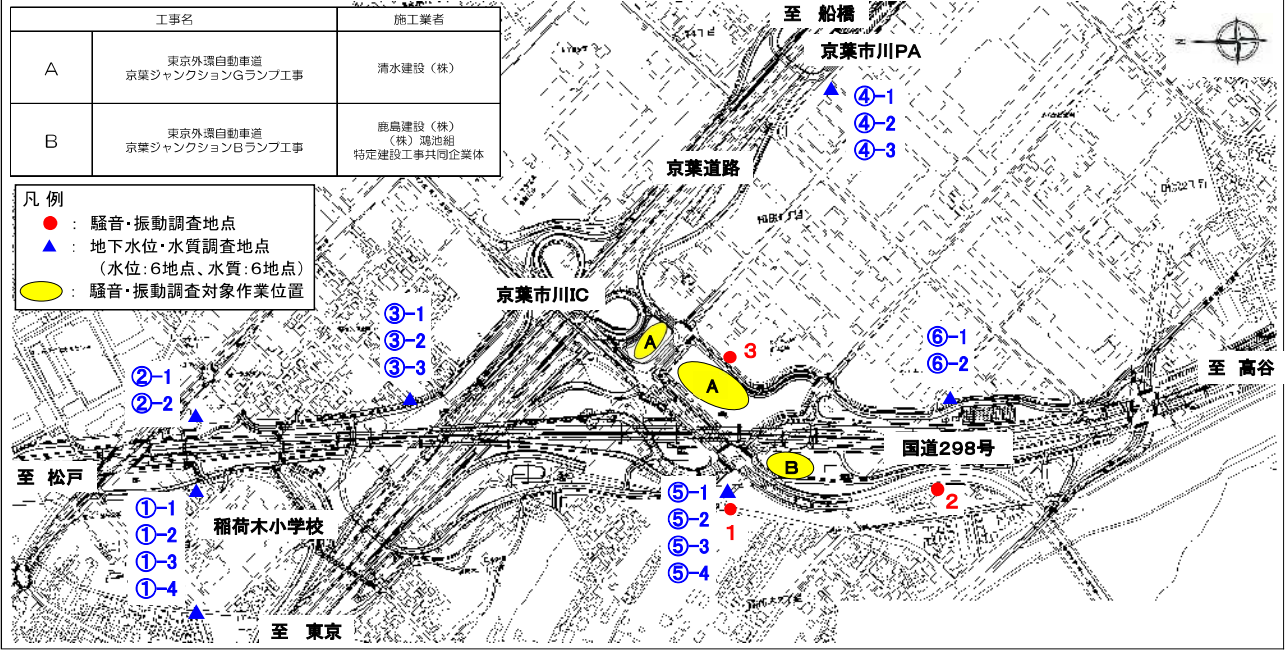 工事名
施工業者
A
東京外環自動車道
京葉ジャンクションGランプ工事
清水建設（株）
B
東京外環自動車道
京葉ジャンクションBランプ工事
鹿島建設（株）
（株）鴻池組
特定建設工事共同企業体
凡 例
● : 騒音・振動調査地点
▲ : 地下水位・水質調査地点
（水位:6地点、水質:6地点）
: 騒音・振動調査対象作業位置
至 船橋
京葉市川PA
N
④-1
④-2
④-3
京葉道路
京葉市川IC
③-1
③-2
③-3
A
3
A
⑥-1
⑥-2
至 高谷
②-1
②-2
国道298号
至 松戸
B
①-1
①-2
①-3
①-4
稲荷木小学校
⑤-1
⑤-2
⑤-3
⑤-4
1
2
至 東京